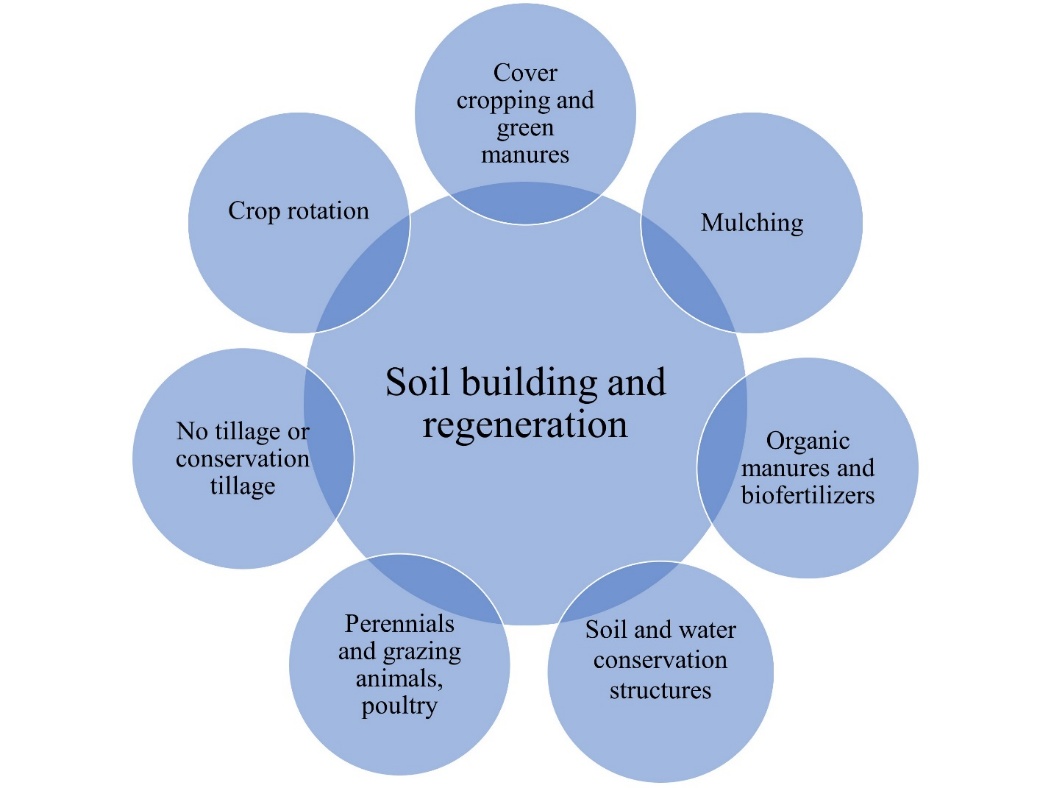 Cover
cropping and
green
manures
Crop rotation
Mulching
Soil building and
regeneration
No tillage or
conservation
tillage
Organic
manures and
biofertilizers
Perennials
and grazing
animals,
poultry
Soil and water
conservation
structures